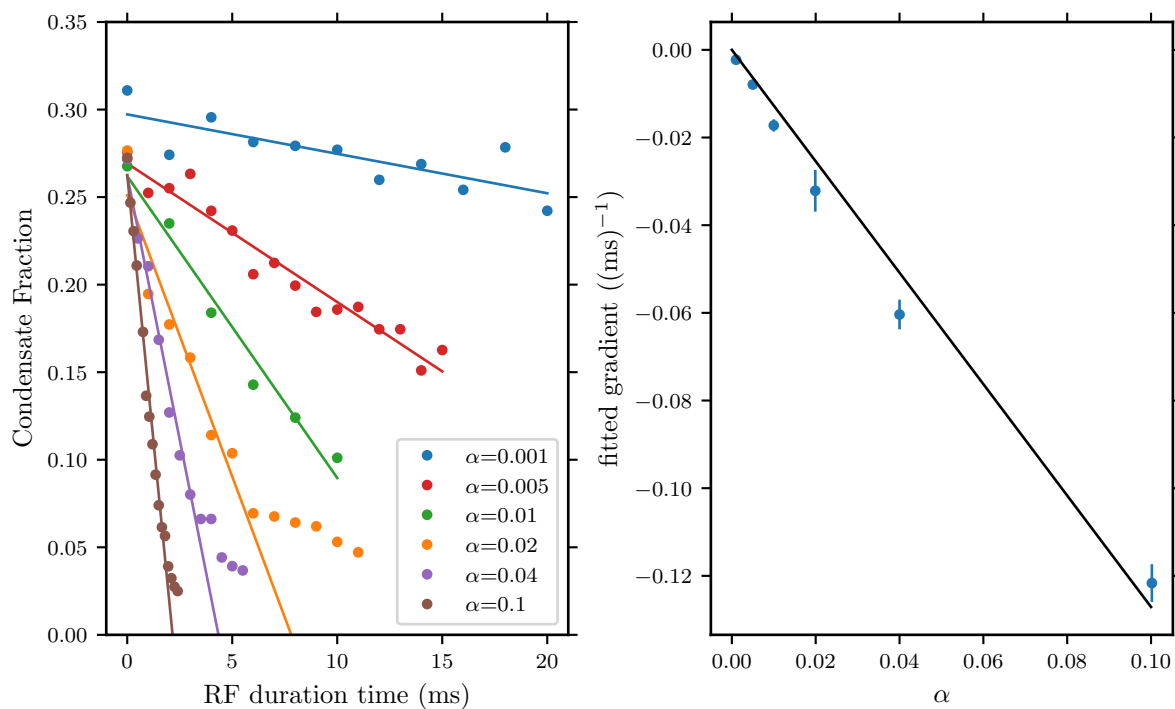 0.35
0.30
0.25
0.20
0.15
0.10
0.05
0.00
Condensate Fraction
0 5 10 15 20
RF duration time (ms)
α=0.001
α=0.005
α=0.01
α=0.02
α=0.04
α=0.1
−0.00
−0.02
−0.04
−0.06
−0.08
−0.10
−0.12
fitted gradient ((ms)⁻¹)
0.00 0.02 0.04 0.06 0.08 0.10
α